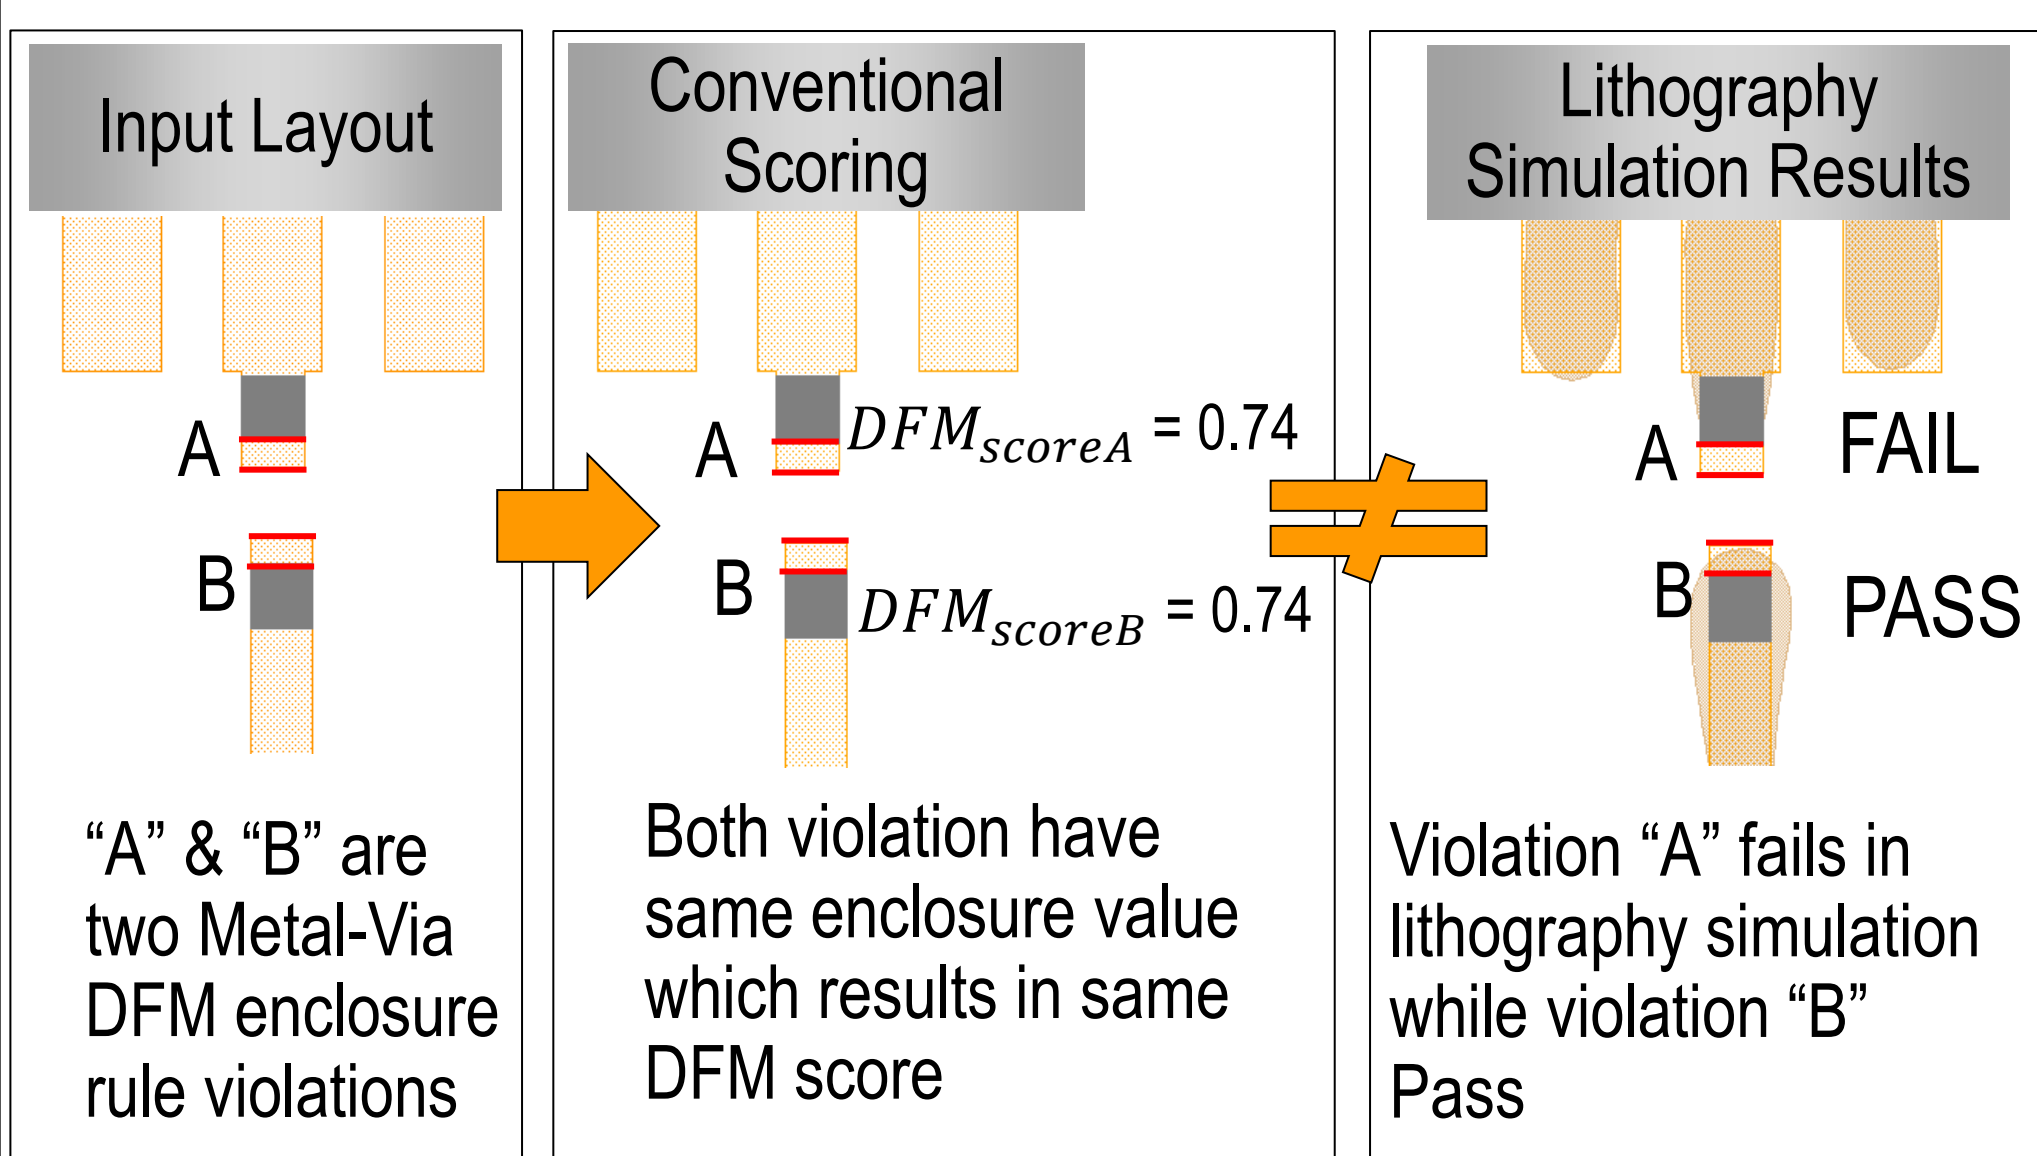 Input Layout
A
B
“A” & “B” are
two Metal-Via
DFM enclosure
rule violations
Conventional
Scoring
A
DFM_scoreA = 0.74
B
DFM_scoreB = 0.74
Both violation have
same enclosure value
which results in same
DFM score
≠
Lithography
Simulation Results
A FAIL
B PASS
Violation “A” fails in
lithography simulation
while violation “B”
Pass